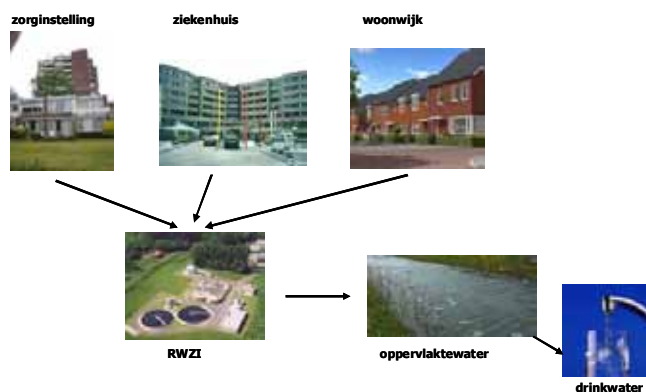 zorginstelling
ziekenhuis
woonwijk
RWZI
oppervlaktewater
drinkwater